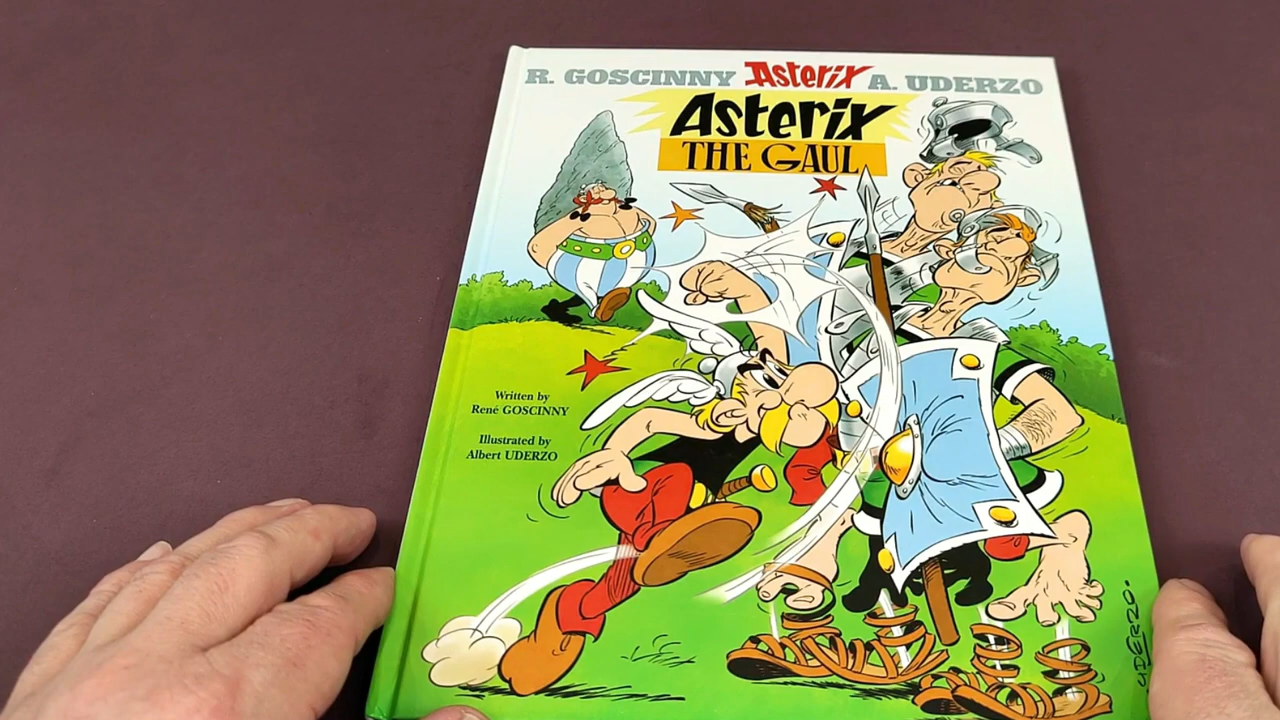 R. GOSCINNY Asterix A. UDERZO
Asterix
THE GAUL
Written by
René GOSCINNY
Illustrated by
Albert UDERZO
UDERZO.